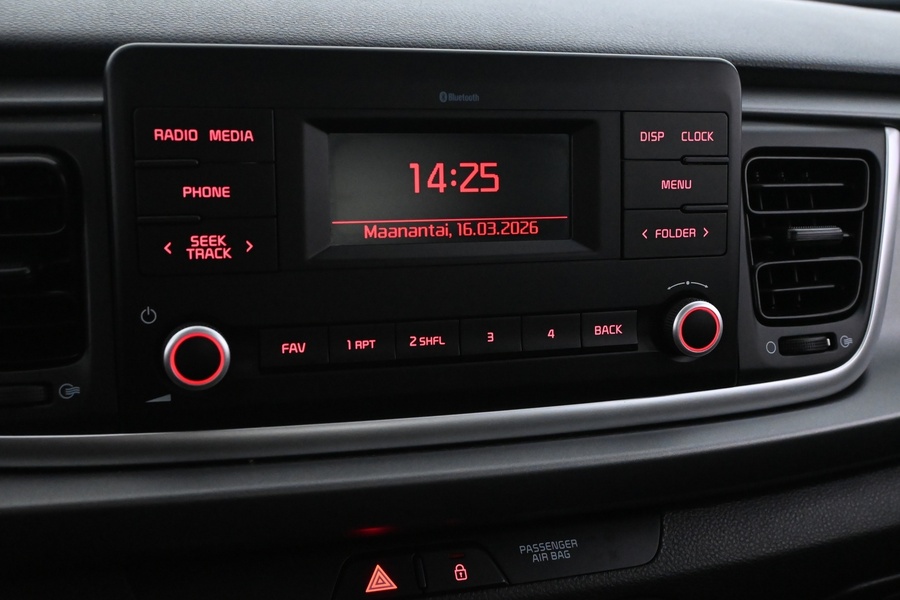 Bluetooth
RADIO MEDIA
DISP CLOCK
14:25
PHONE
MENU
Maanantai, 16.03.2026
< SEEK TRACK >
< FOLDER >
FAV
1 RPT
2 SHFL
3
4
BACK
PASSENGER
AIR BAG